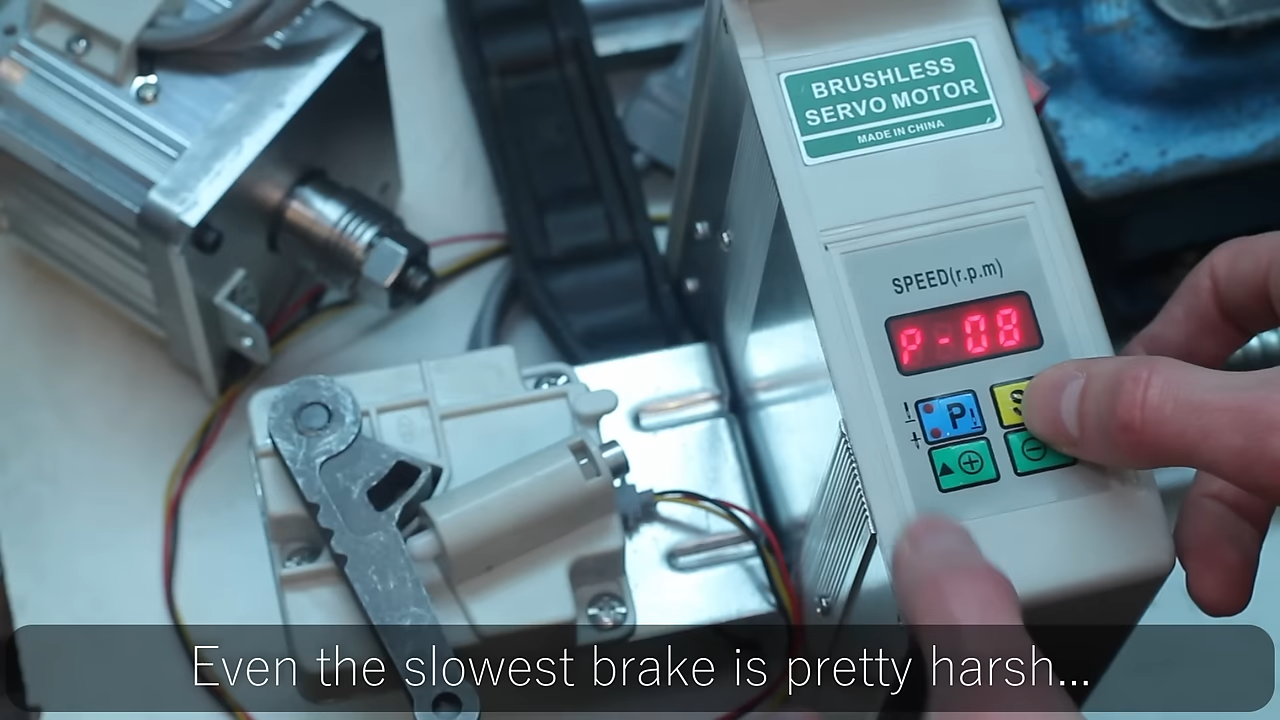 BRUSHLESS
SERVO MOTOR
MADE IN CHINA
SPEED(r.p.m)
P-08
P
S
Even the slowest brake is pretty harsh...